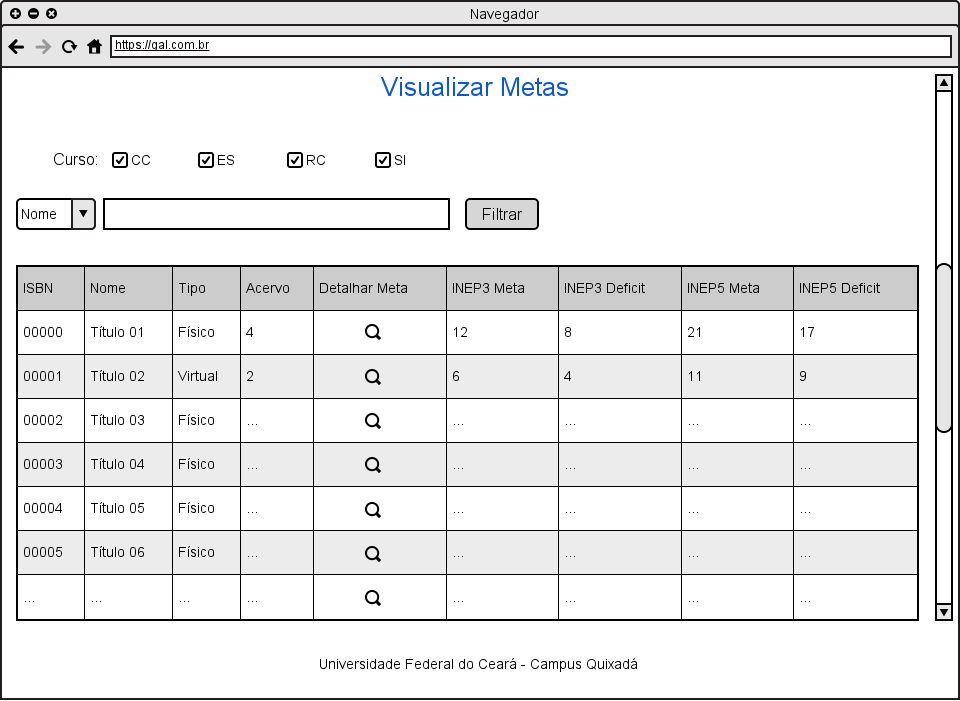 Navegador
https://gal.com.br
Visualizar Metas
Curso: CC ES RC SI
Nome Filtrar
ISBN Nome Tipo Acervo Detalhar Meta INEP3 Meta INEP3 Deficit INEP5 Meta INEP5 Deficit
00000 Título 01 Físico 4 12 8 21 17
00001 Título 02 Virtual 2 6 4 11 9
00002 Título 03 Físico ... ... ... ... ...
00003 Título 04 Físico ... ... ... ... ...
00004 Título 05 Físico ... ... ... ... ...
00005 Título 06 Físico ... ... ... ... ...
... ... ... ... ... ... ... ...
Universidade Federal do Ceará - Campus Quixadá